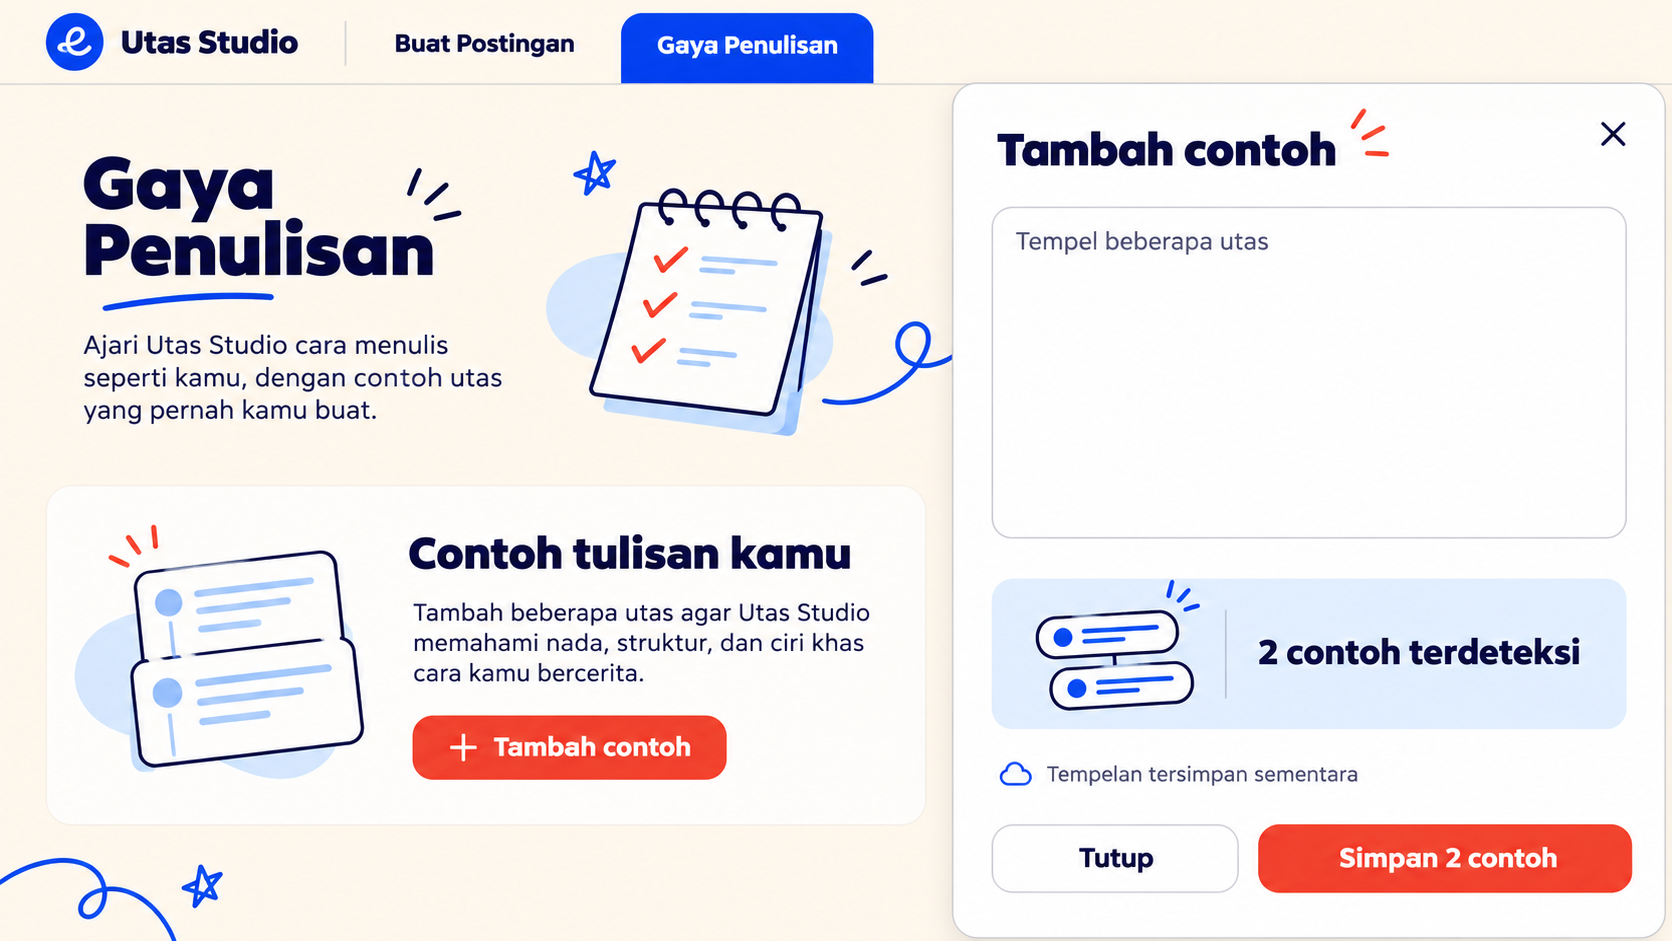 Utas Studio
Buat Postingan
Gaya Penulisan
Gaya
Penulisan
Ajari Utas Studio cara menulis
seperti kamu, dengan contoh utas
yang pernah kamu buat.
Contoh tulisan kamu
Tambah beberapa utas agar Utas Studio
memahami nada, struktur, dan ciri khas
cara kamu bercerita.
Tambah contoh
Tambah contoh
Tempel beberapa utas
2 contoh terdeteksi
Tempelan tersimpan sementara
Tutup
Simpan 2 contoh